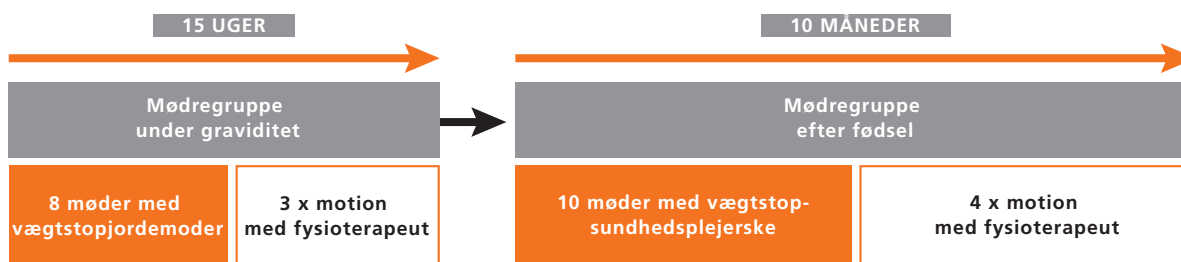 15 UGER
Mødregruppe
under graviditet
8 møder med
vægtstopjordemoder
3 x motion
med fysioterapeut
10 MÅNEDER
Mødregruppe
efter fødsel
10 møder med vægtstop-
sundhedsplejerske
4 x motion
med fysioterapeut